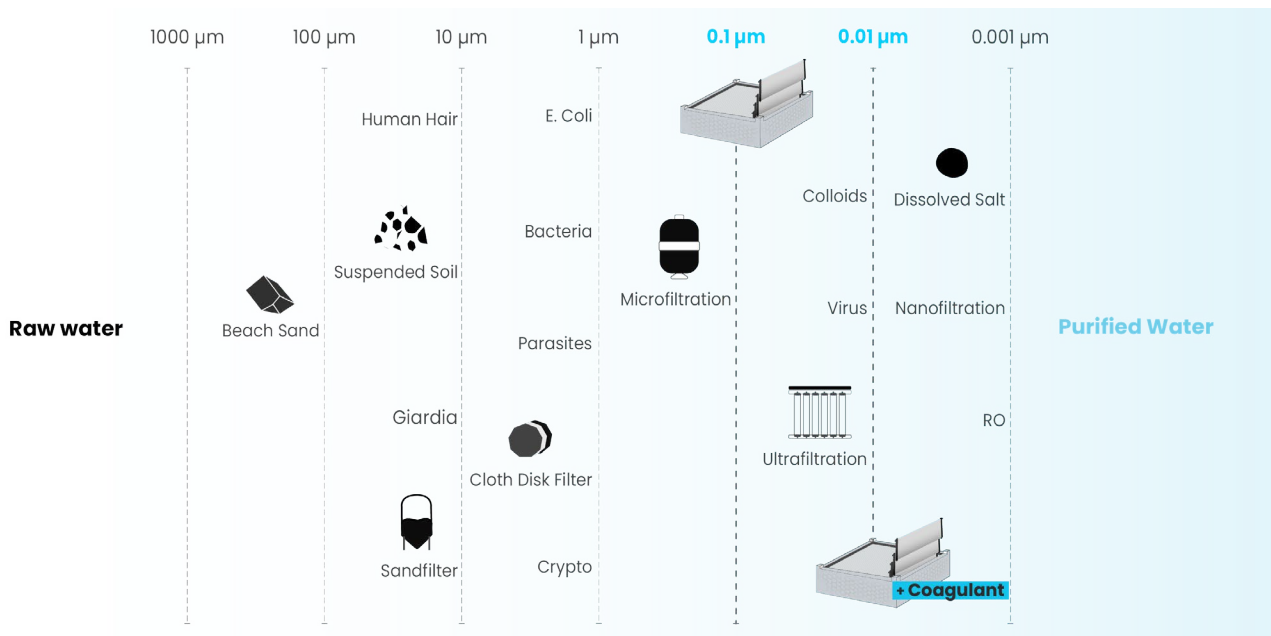 1000 µm
100 µm
10 µm
1 µm
0.1 µm
0.01 µm
0.001 µm
Human Hair
E. Coli
Colloids
Dissolved Salt
Bacteria
Suspended Soil
Microfiltration
Virus
Nanofiltration
Raw water
Beach Sand
Purified Water
Parasites
Giardia
RO
Ultrafiltration
Cloth Disk Filter
Sandfilter
Crypto
+ Coagulant